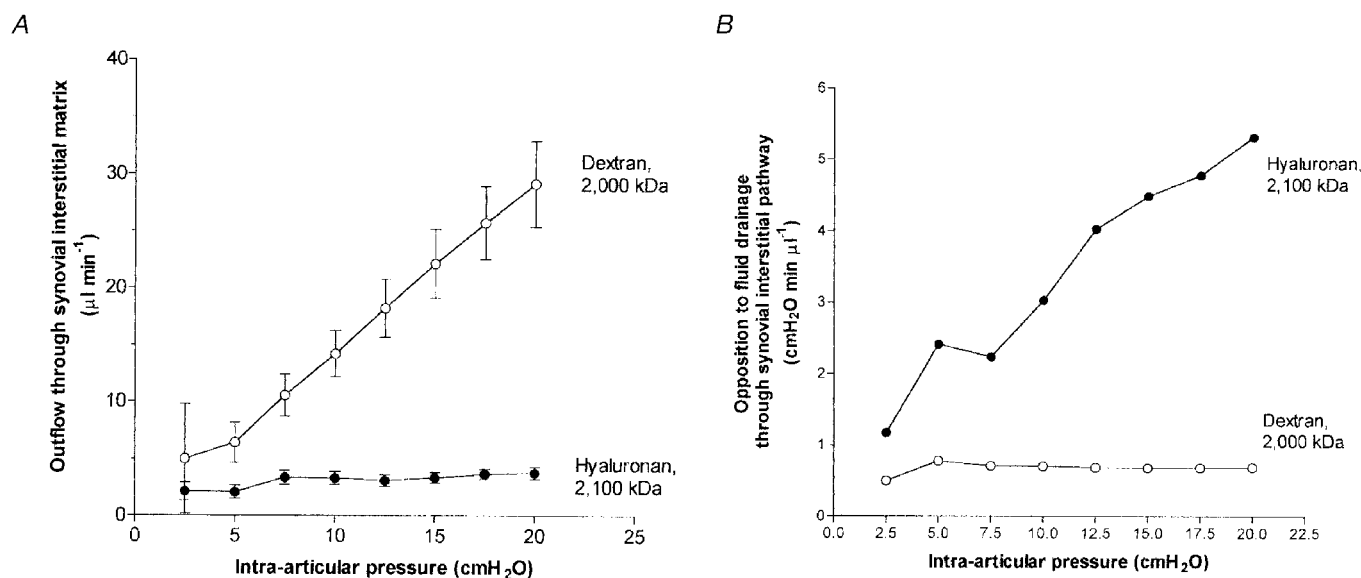 A
Outflow through synovial interstitial matrix
(µl min⁻¹)
40
30
20
10
0
0 5 10 15 20 25
Intra-articular pressure (cmH₂O)
Dextran,
2,000 kDa
Hyaluronan,
2,100 kDa
B
Opposition to fluid drainage
through synovial interstitial pathway
(cmH₂O min µl⁻¹)
6
5
4
3
2
1
0
0.0 2.5 5.0 7.5 10.0 12.5 15.0 17.5 20.0 22.5
Intra-articular pressure (cmH₂O)
Hyaluronan,
2,100 kDa
Dextran,
2,000 kDa